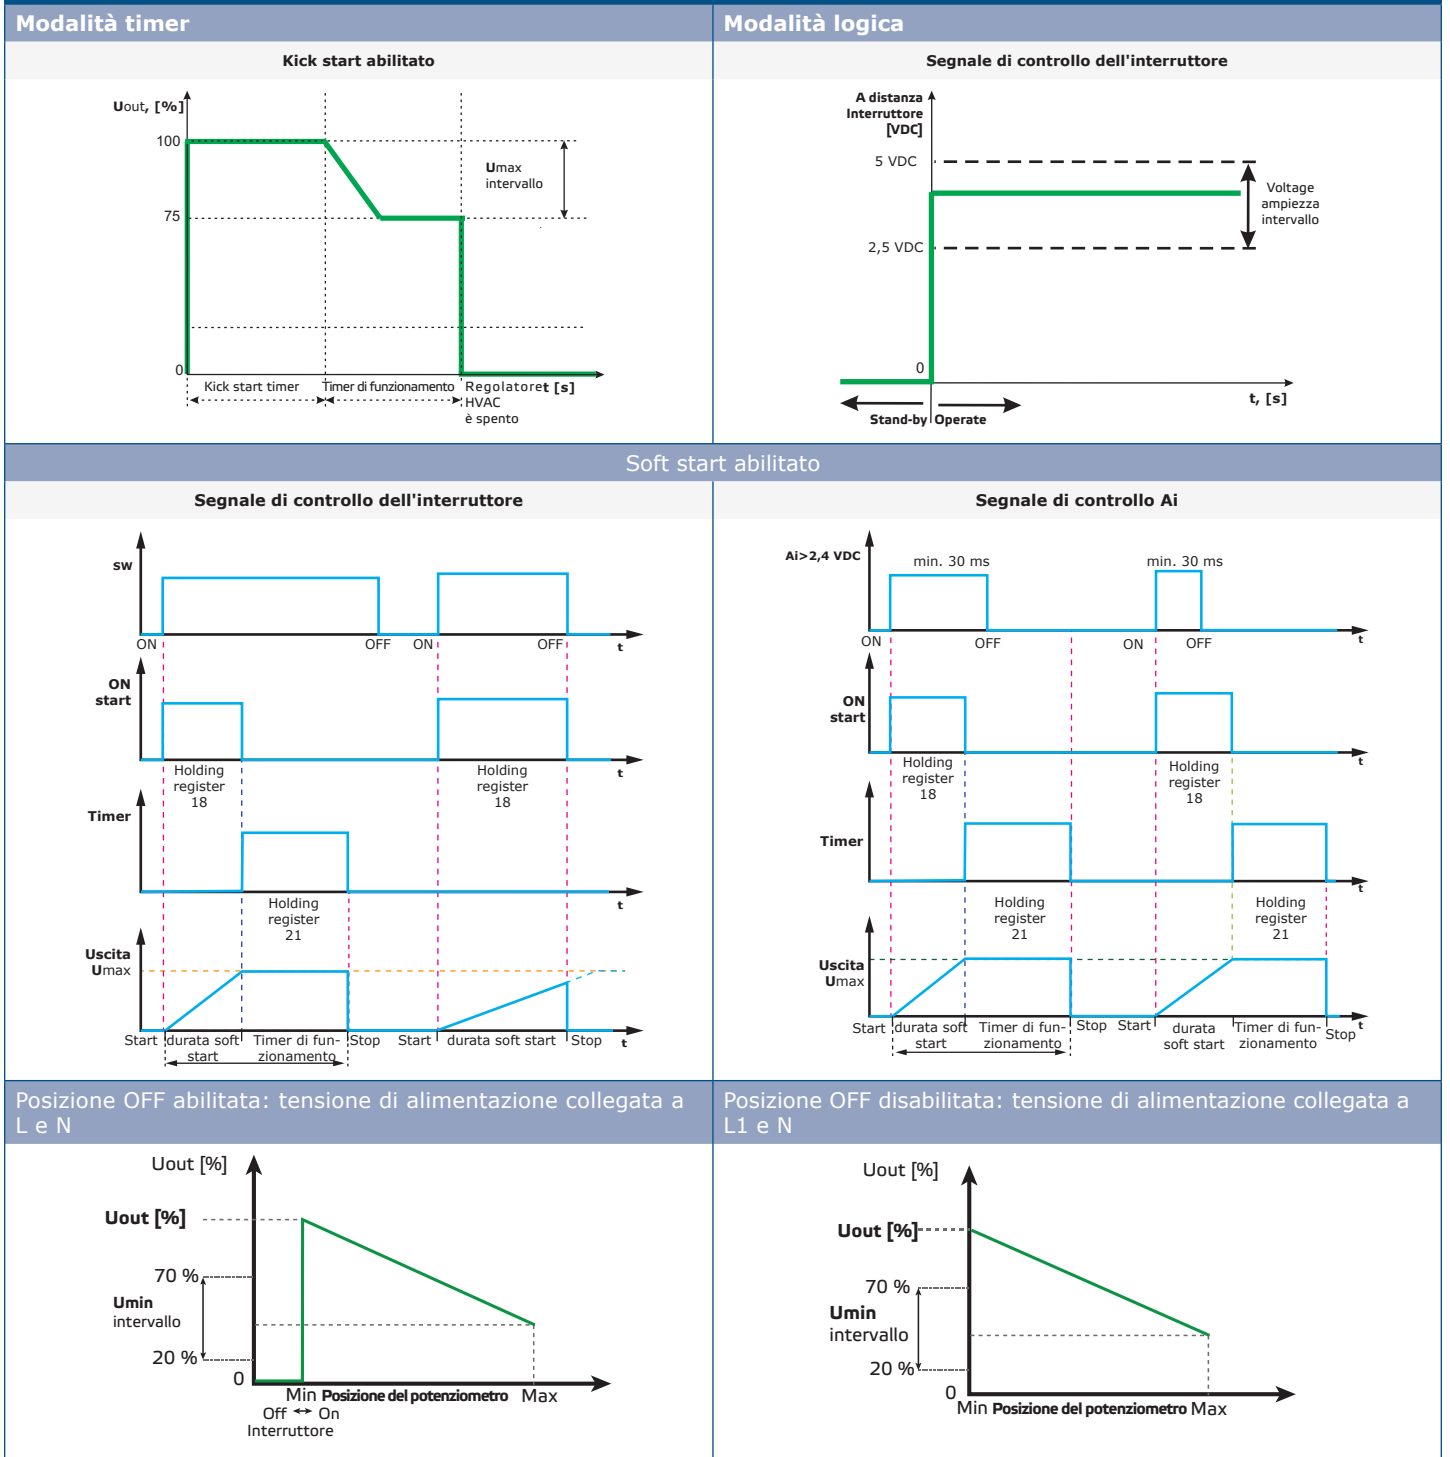 Modalità timer
Modalità logica
Kick start abilitato
Segnale di controllo dell'interruttore
Uout, [%]
100
75
0
Umax
intervallo
Kick start timer
Timer di funzionamento
Regolatore
HVAC
è spento
t [s]
A distanza
Interruttore
[VDC]
5 VDC
2,5 VDC
0
Voltage
ampiezza
intervallo
t, [s]
Stand-by
Operate
Soft start abilitato
Segnale di controllo dell'interruttore
Segnale di controllo Ai
sw
ON
OFF
ON
OFF
t
ON
start
Holding
register
18
Holding
register
18
t
Timer
Holding
register
21
t
Uscita
Umax
Start
durata soft
start
Timer di fun-
zionamento
Stop
Start
durata soft start
Stop
t
Ai>2,4 VDC
min. 30 ms
min. 30 ms
ON
OFF
ON
OFF
t
ON
start
Holding
register
18
Holding
register
18
t
Timer
Holding
register
21
Holding
register
21
t
Uscita
Umax
Start
durata soft
start
Timer di fun-
zionamento
Stop
Start
durata
soft start
Timer di fun-
zionamento
Stop
t
Posizione OFF abilitata: tensione di alimentazione collegata a
L e N
Posizione OFF disabilitata: tensione di alimentazione collegata a
L1 e N
Uout [%]
Uout [%]
70 %
Umin
intervallo
20 %
0
Min Posizione del potenziometro Max
Off On
Interruttore
Uout [%]
Uout [%]
70 %
Umin
intervallo
20 %
0
Min Posizione del potenziometro Max